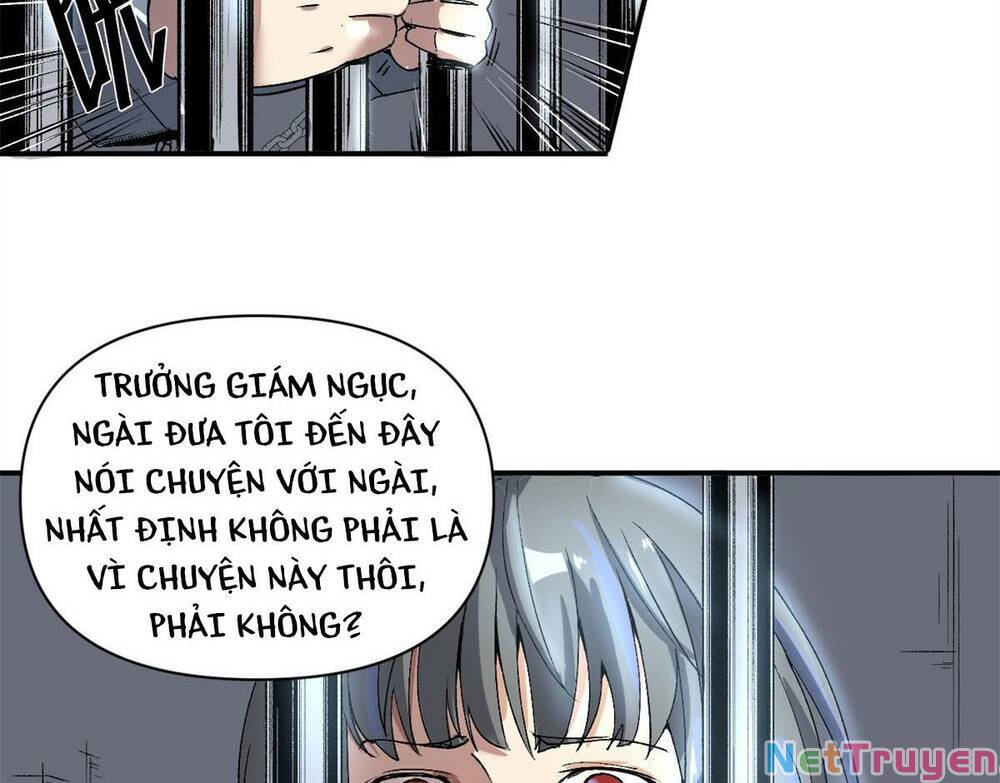 TRƯỞNG GIÁM NGỤC,
NGÀI ĐƯA TÔI ĐẾN ĐÂY
NÓI CHUYỆN VỚI NGÀI,
NHẤT ĐỊNH KHÔNG PHẢI LÀ
VÌ CHUYỆN NÀY THÔI,
PHẢI KHÔNG?
NetTruyen